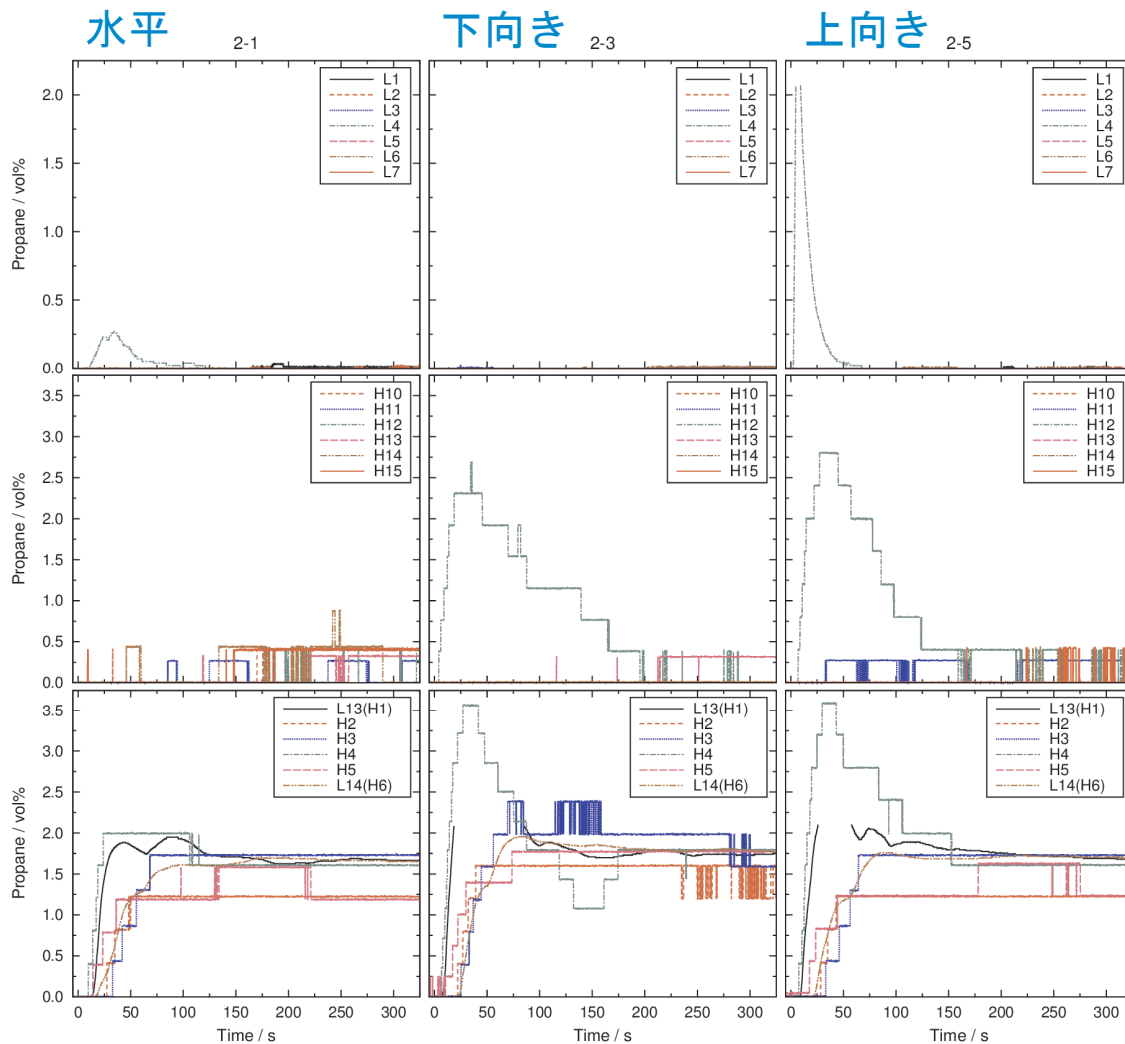 水平
下向き
上向き
2-1
2-3
2-5
Propane / vol%
2.0
1.5
1.0
0.5
0.0
L1
L2
L3
L4
L5
L6
L7
L1
L2
L3
L4
L5
L6
L7
L1
L2
L3
L4
L5
L6
L7
Propane / vol%
3.5
3.0
2.5
2.0
1.5
1.0
0.5
0.0
H10
H11
H12
H13
H14
H15
H10
H11
H12
H13
H14
H15
H10
H11
H12
H13
H14
H15
Propane / vol%
3.5
3.0
2.5
2.0
1.5
1.0
0.5
0.0
L13(H1)
H2
H3
H4
H5
L14(H6)
L13(H1)
H2
H3
H4
H5
L14(H6)
L13(H1)
H2
H3
H4
H5
L14(H6)
0 50 100 150 200 250 300
0 50 100 150 200 250 300
0 50 100 150 200 250 300
Time / s
Time / s
Time / s